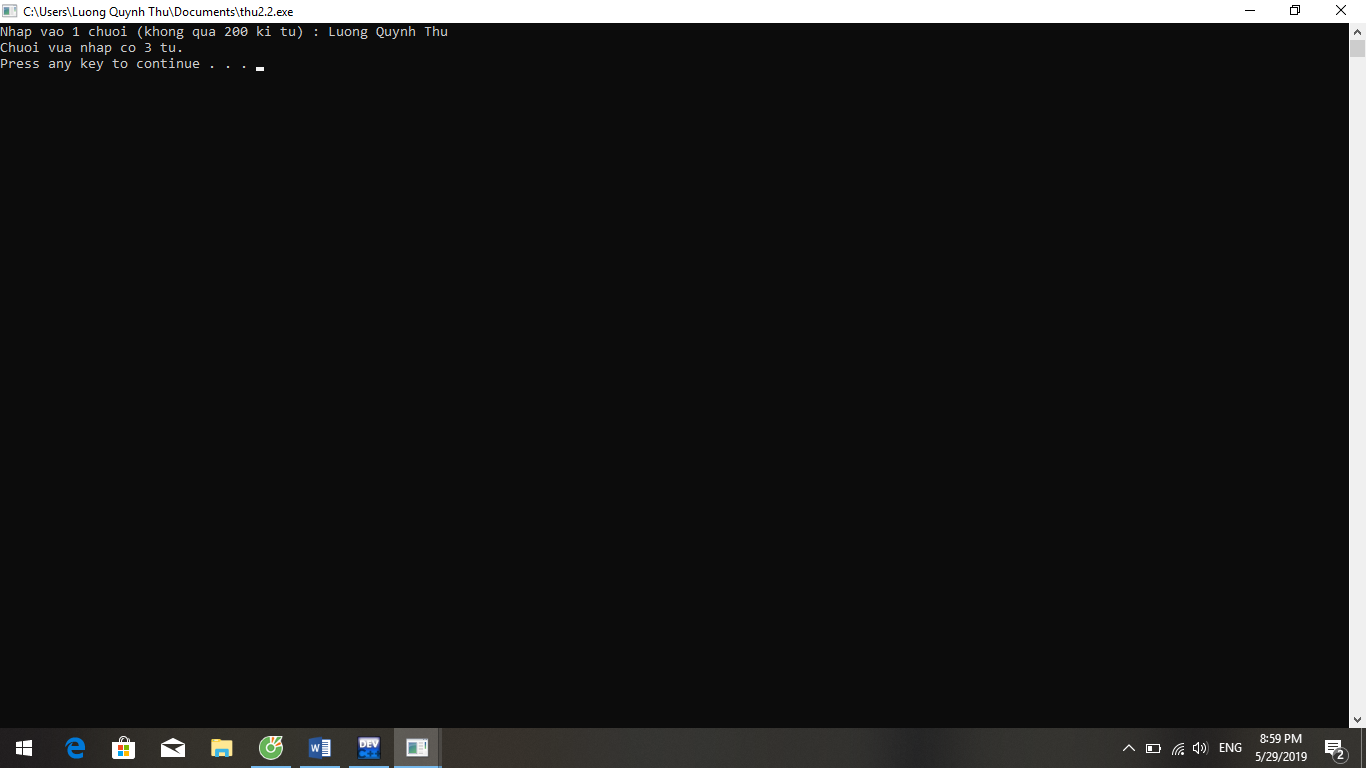 C:\Users\Luong Quynh Thu\Documents\thu2.2.exe
Nhap vao 1 chuoi (khong qua 200 ki tu) : Luong Quynh Thu
Chuoi vua nhap co 3 tu.
Press any key to continue . . .
DEV
ENG
8:59 PM
5/29/2019
2